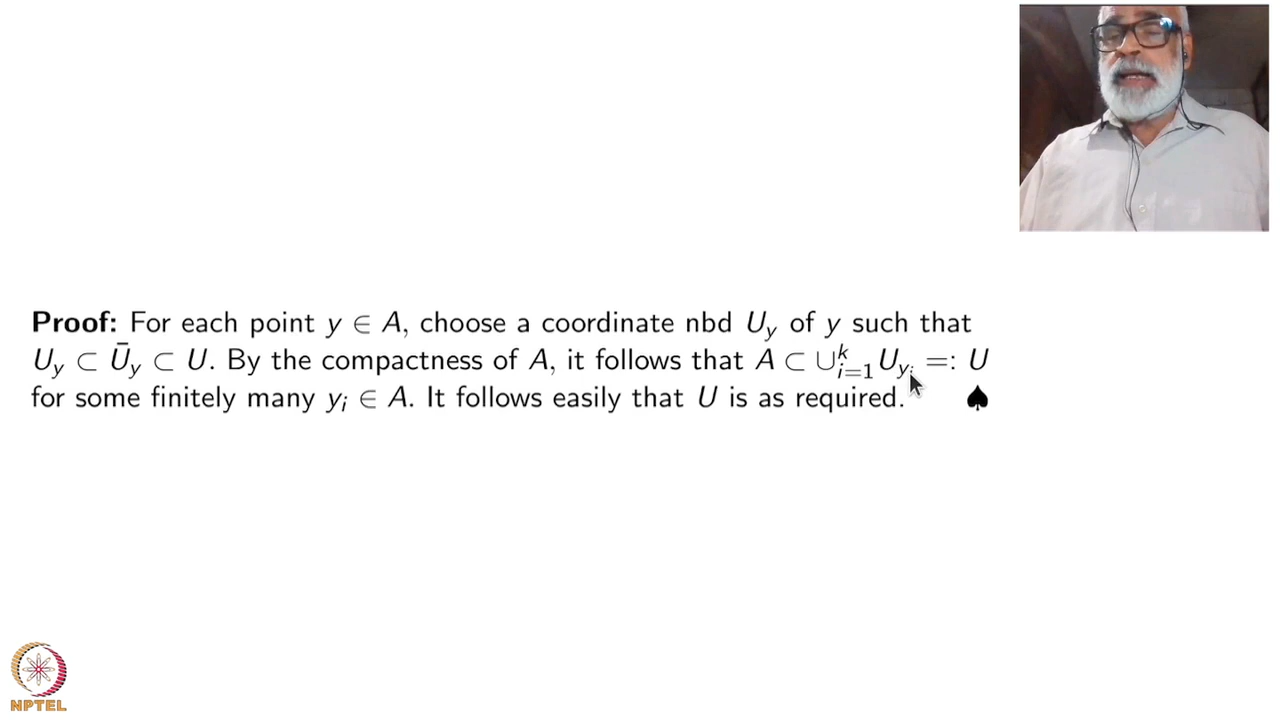 Proof: For each point y ∈ A, choose a coordinate nbd U_y of y such that
U_y ⊂ Ū_y ⊂ U. By the compactness of A, it follows that A ⊂ ∪_{i=1}^k U_{y_i} =: U
for some finitely many y_i ∈ A. It follows easily that U is as required. ♠
NPTEL